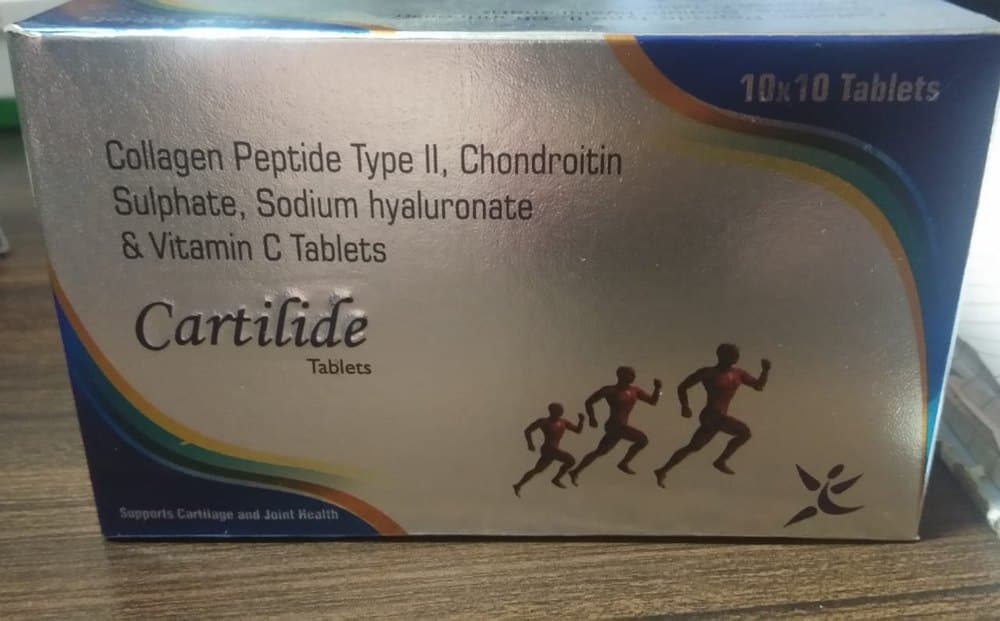 10x10 Tablets
Collagen Peptide Type II, Chondroitin
Sulphate, Sodium hyaluronate
& Vitamin C Tablets
Cartilide
Tablets
Supports Cartilage and Joint Health